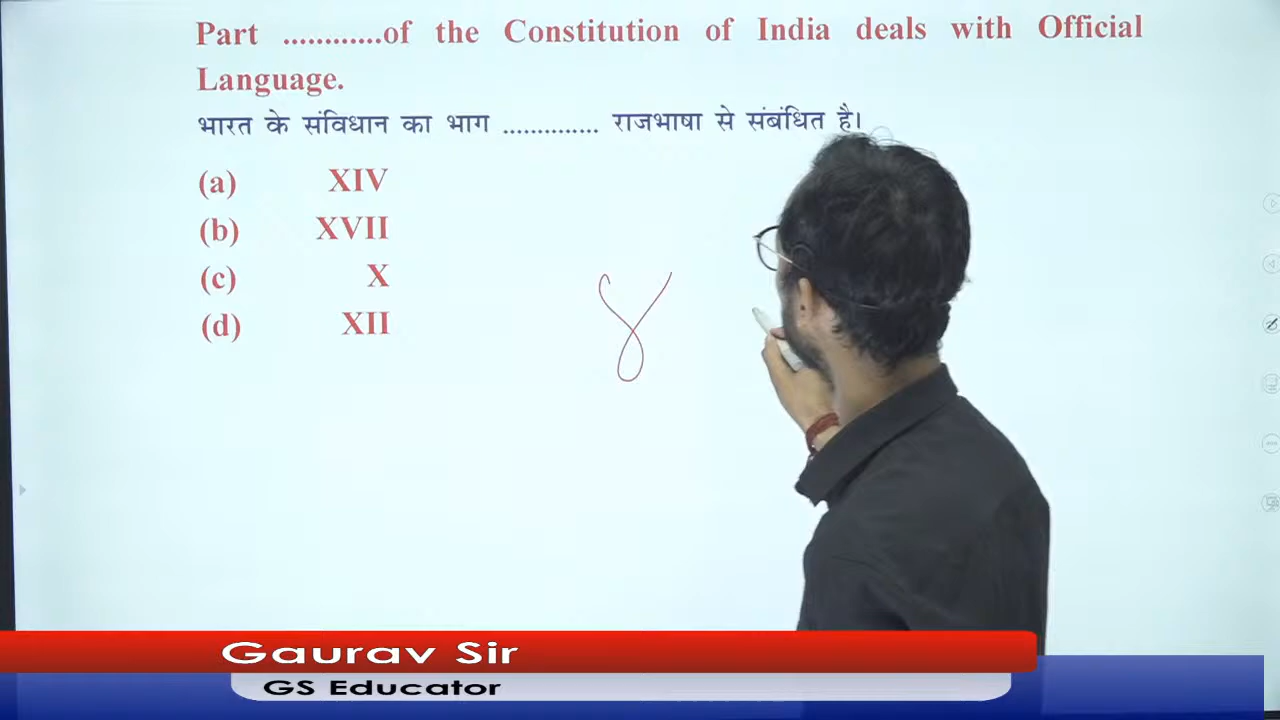 Part ............of the Constitution of India deals with Official
Language.
भारत के संविधान का भाग .............. राजभाषा से संबंधित है।
(a) XIV
(b) XVII
(c) X
(d) XII
Gaurav Sir
GS Educator